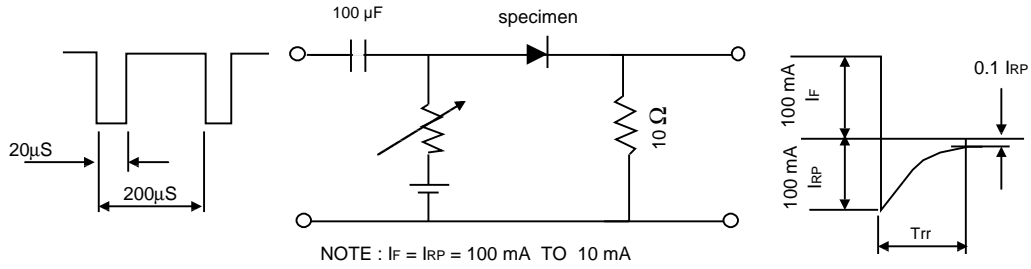 100 µF
specimen
20µS
200µS
10 Ω
100 mA
IF
100 mA
IRP
0.1 IRP
Trr
NOTE : IF = IRP = 100 mA TO 10 mA